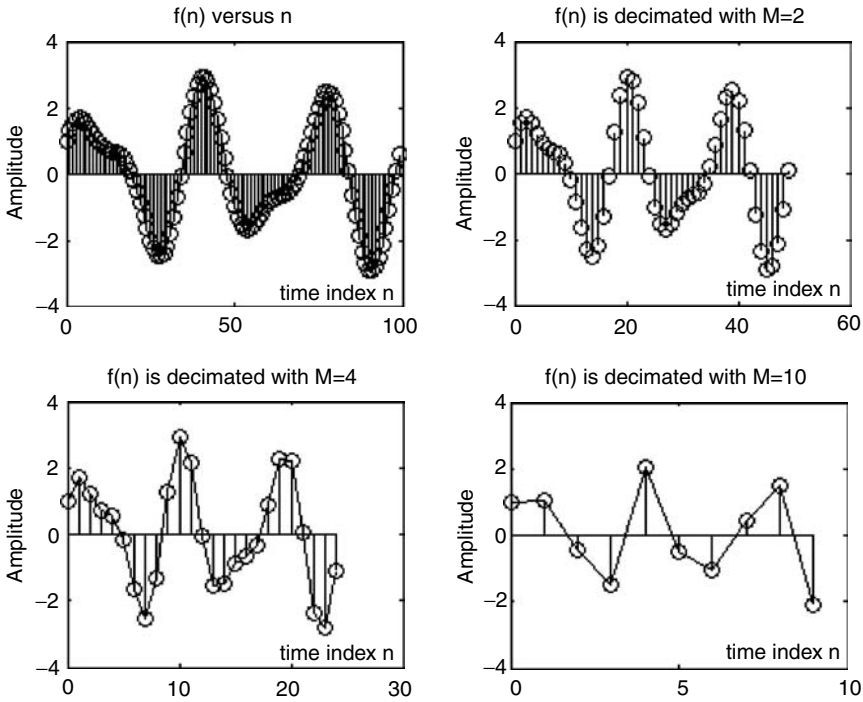 f(n) versus n
4
2
0
−2
−4
Amplitude
time index n
0
50
100
f(n) is decimated with M=2
4
2
0
−2
−4
Amplitude
time index n
0
20
40
60
f(n) is decimated with M=4
4
2
0
−2
−4
Amplitude
time index n
0
10
20
30
f(n) is decimated with M=10
4
2
0
−2
−4
Amplitude
time index n
0
5
10